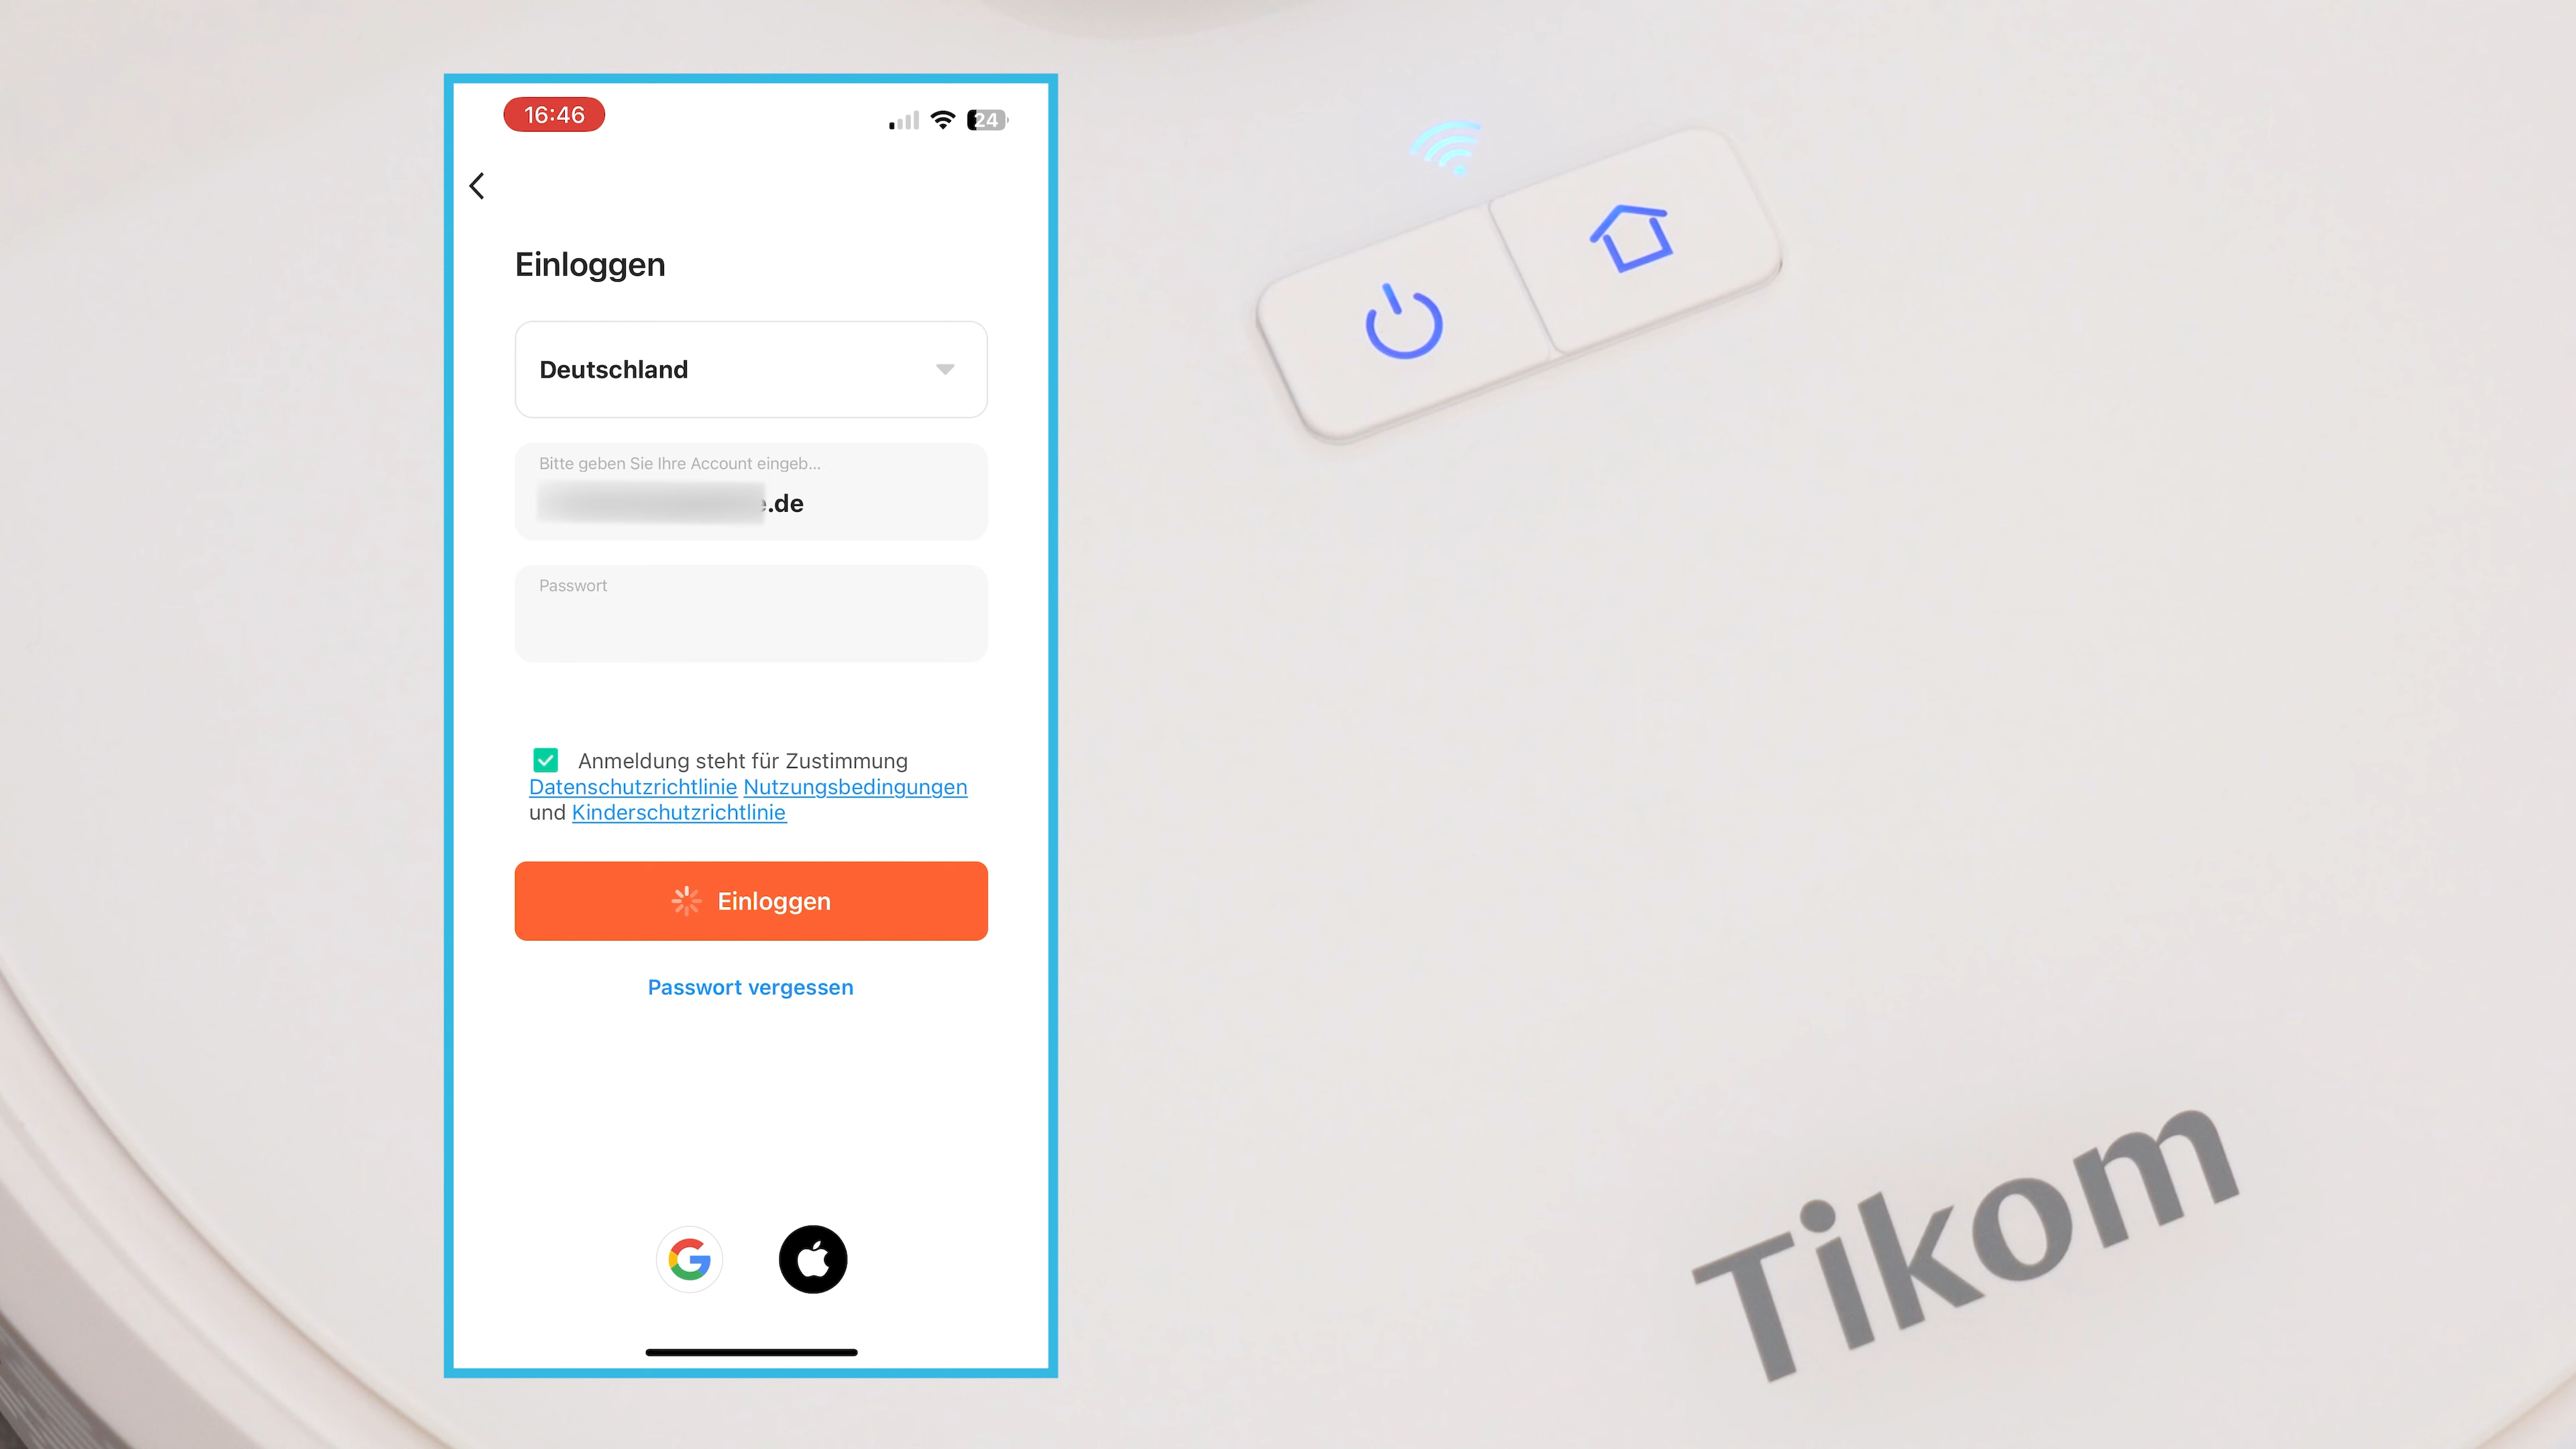 16:46
24
Einloggen
Deutschland
Bitte geben Sie Ihre Account eingeb...
.de
Passwort
Anmeldung steht für Zustimmung
Datenschutzrichtlinie Nutzungsbedingungen
und Kinderschutzrichtlinie
Einloggen
Passwort vergessen
Tikom